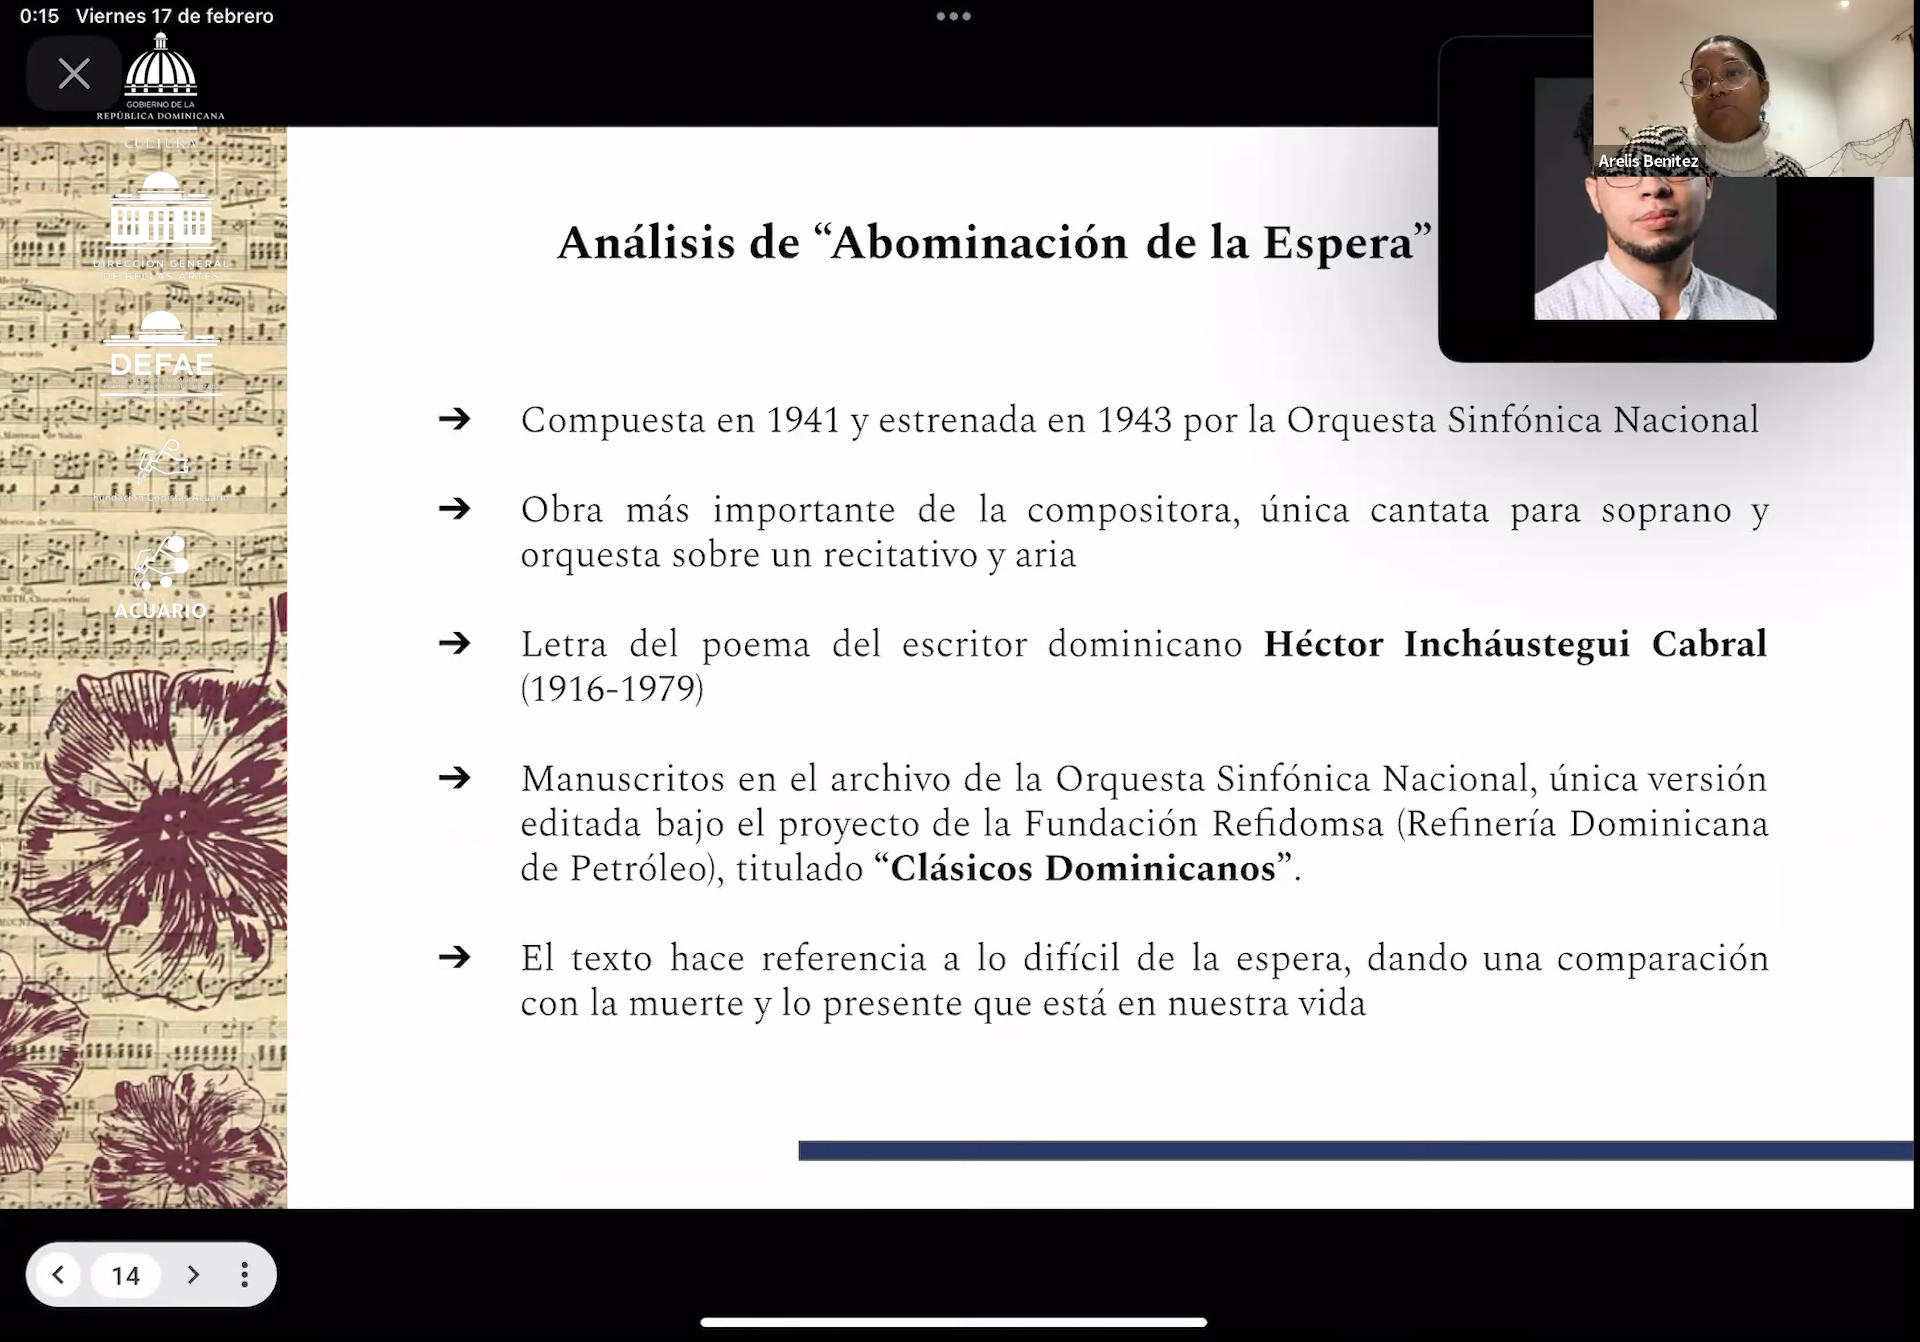 0:15 Viernes 17 de febrero
GOBIERNO DE LA
REPÚBLICA DOMINICANA
CULTURA
DIRECCIÓN GENERAL
DE BELLAS ARTES
DEFAE
Fundación Copistas Acuario
ACUARIO
Arelis Benitez
Análisis de “Abominación de la Espera”
➔ Compuesta en 1941 y estrenada en 1943 por la Orquesta Sinfónica Nacional
➔ Obra más importante de la compositora, única cantata para soprano y
orquesta sobre un recitativo y aria
➔ Letra del poema del escritor dominicano Héctor Incháustegui Cabral
(1916-1979)
➔ Manuscritos en el archivo de la Orquesta Sinfónica Nacional, única versión
editada bajo el proyecto de la Fundación Refidomsa (Refinería Dominicana
de Petróleo), titulado “Clásicos Dominicanos”.
➔ El texto hace referencia a lo difícil de la espera, dando una comparación
con la muerte y lo presente que está en nuestra vida
14